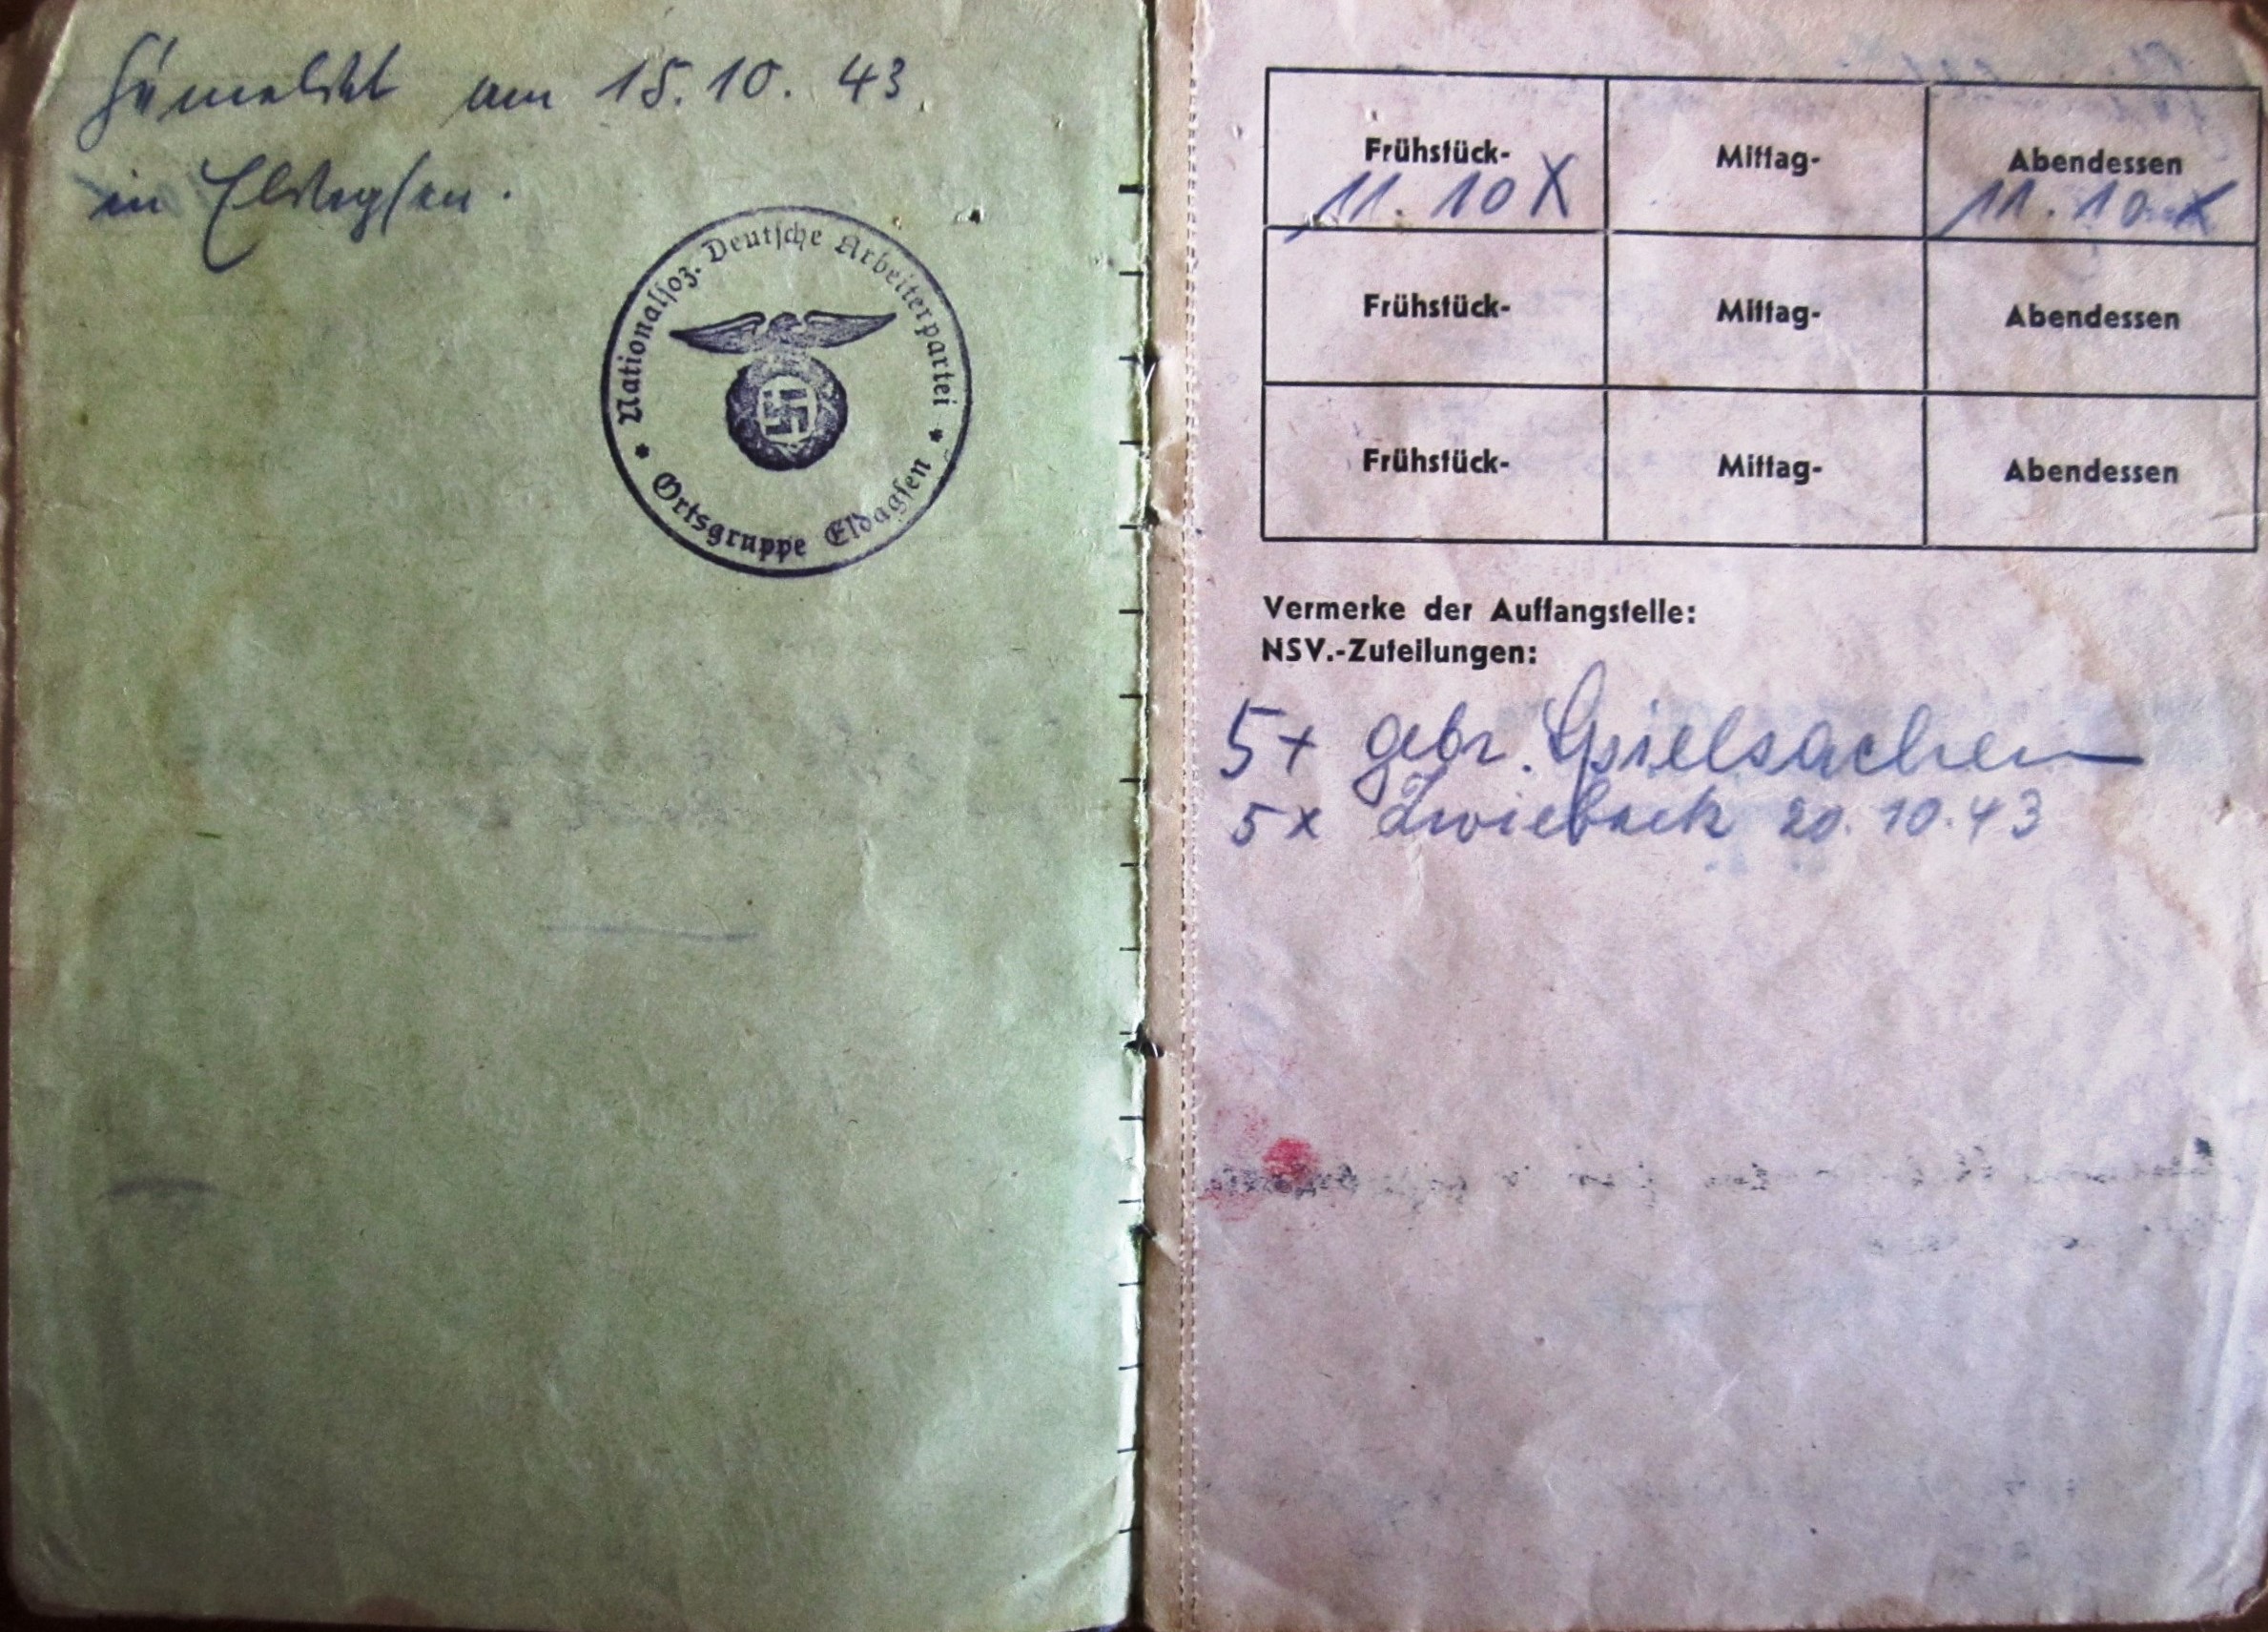 Gemeldet am 15.10.43.
in Eldagsen.
Nationalsoz. Deutsche Arbeiterpartei
Ortsgruppe Eldagsen
Frühstück- Mittag- Abendessen
11.10 X 11.10 X
Frühstück- Mittag- Abendessen
Frühstück- Mittag- Abendessen
Vermerke der Auffangstelle:
NSV.-Zuteilungen:
5x gebr. Spielsachen
5x Zwieback 20.10.43